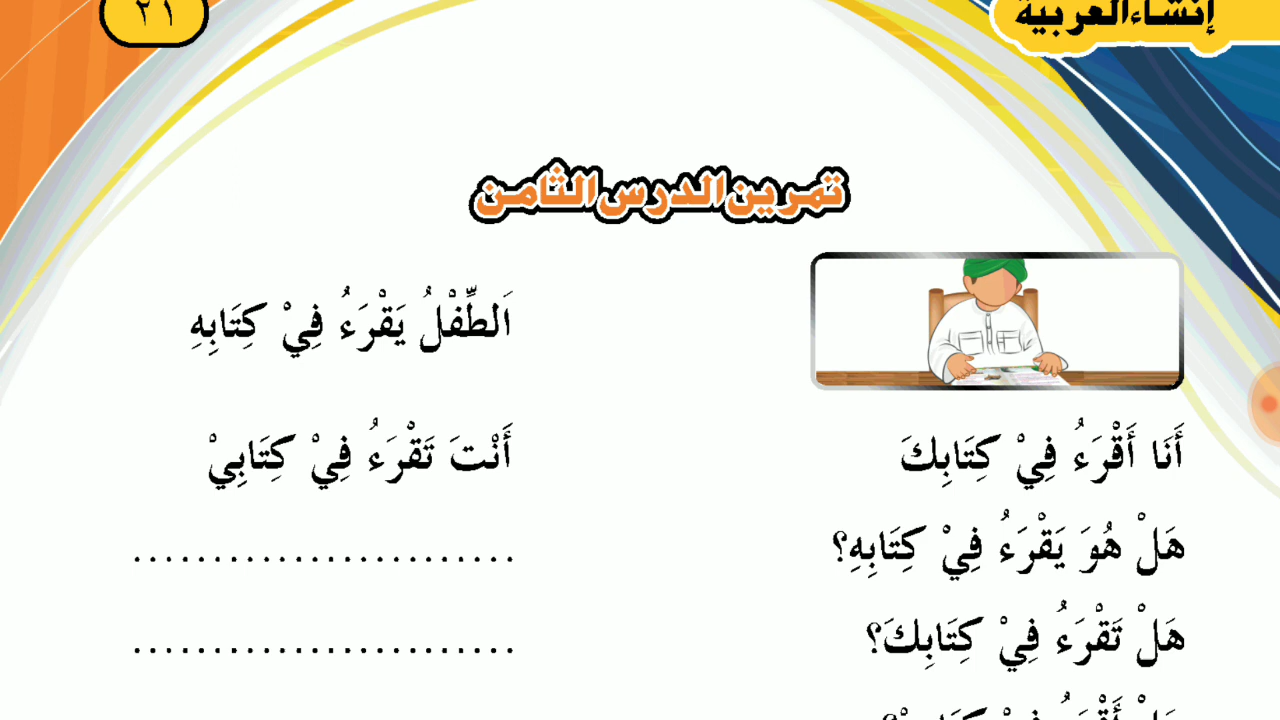 إنشاء العربية
٢١
تمرين الدرس الثامن
اَلطِّفْلُ يَقْرَءُ فِيْ كِتَابِهِ
أَنَا أَقْرَءُ فِيْ كِتَابِكَ
أَنْتَ تَقْرَءُ فِيْ كِتَابِيْ
هَلْ هُوَ يَقْرَءُ فِيْ كِتَابِهِ؟
........................
هَلْ تَقْرَءُ فِيْ كِتَابِكَ؟
........................